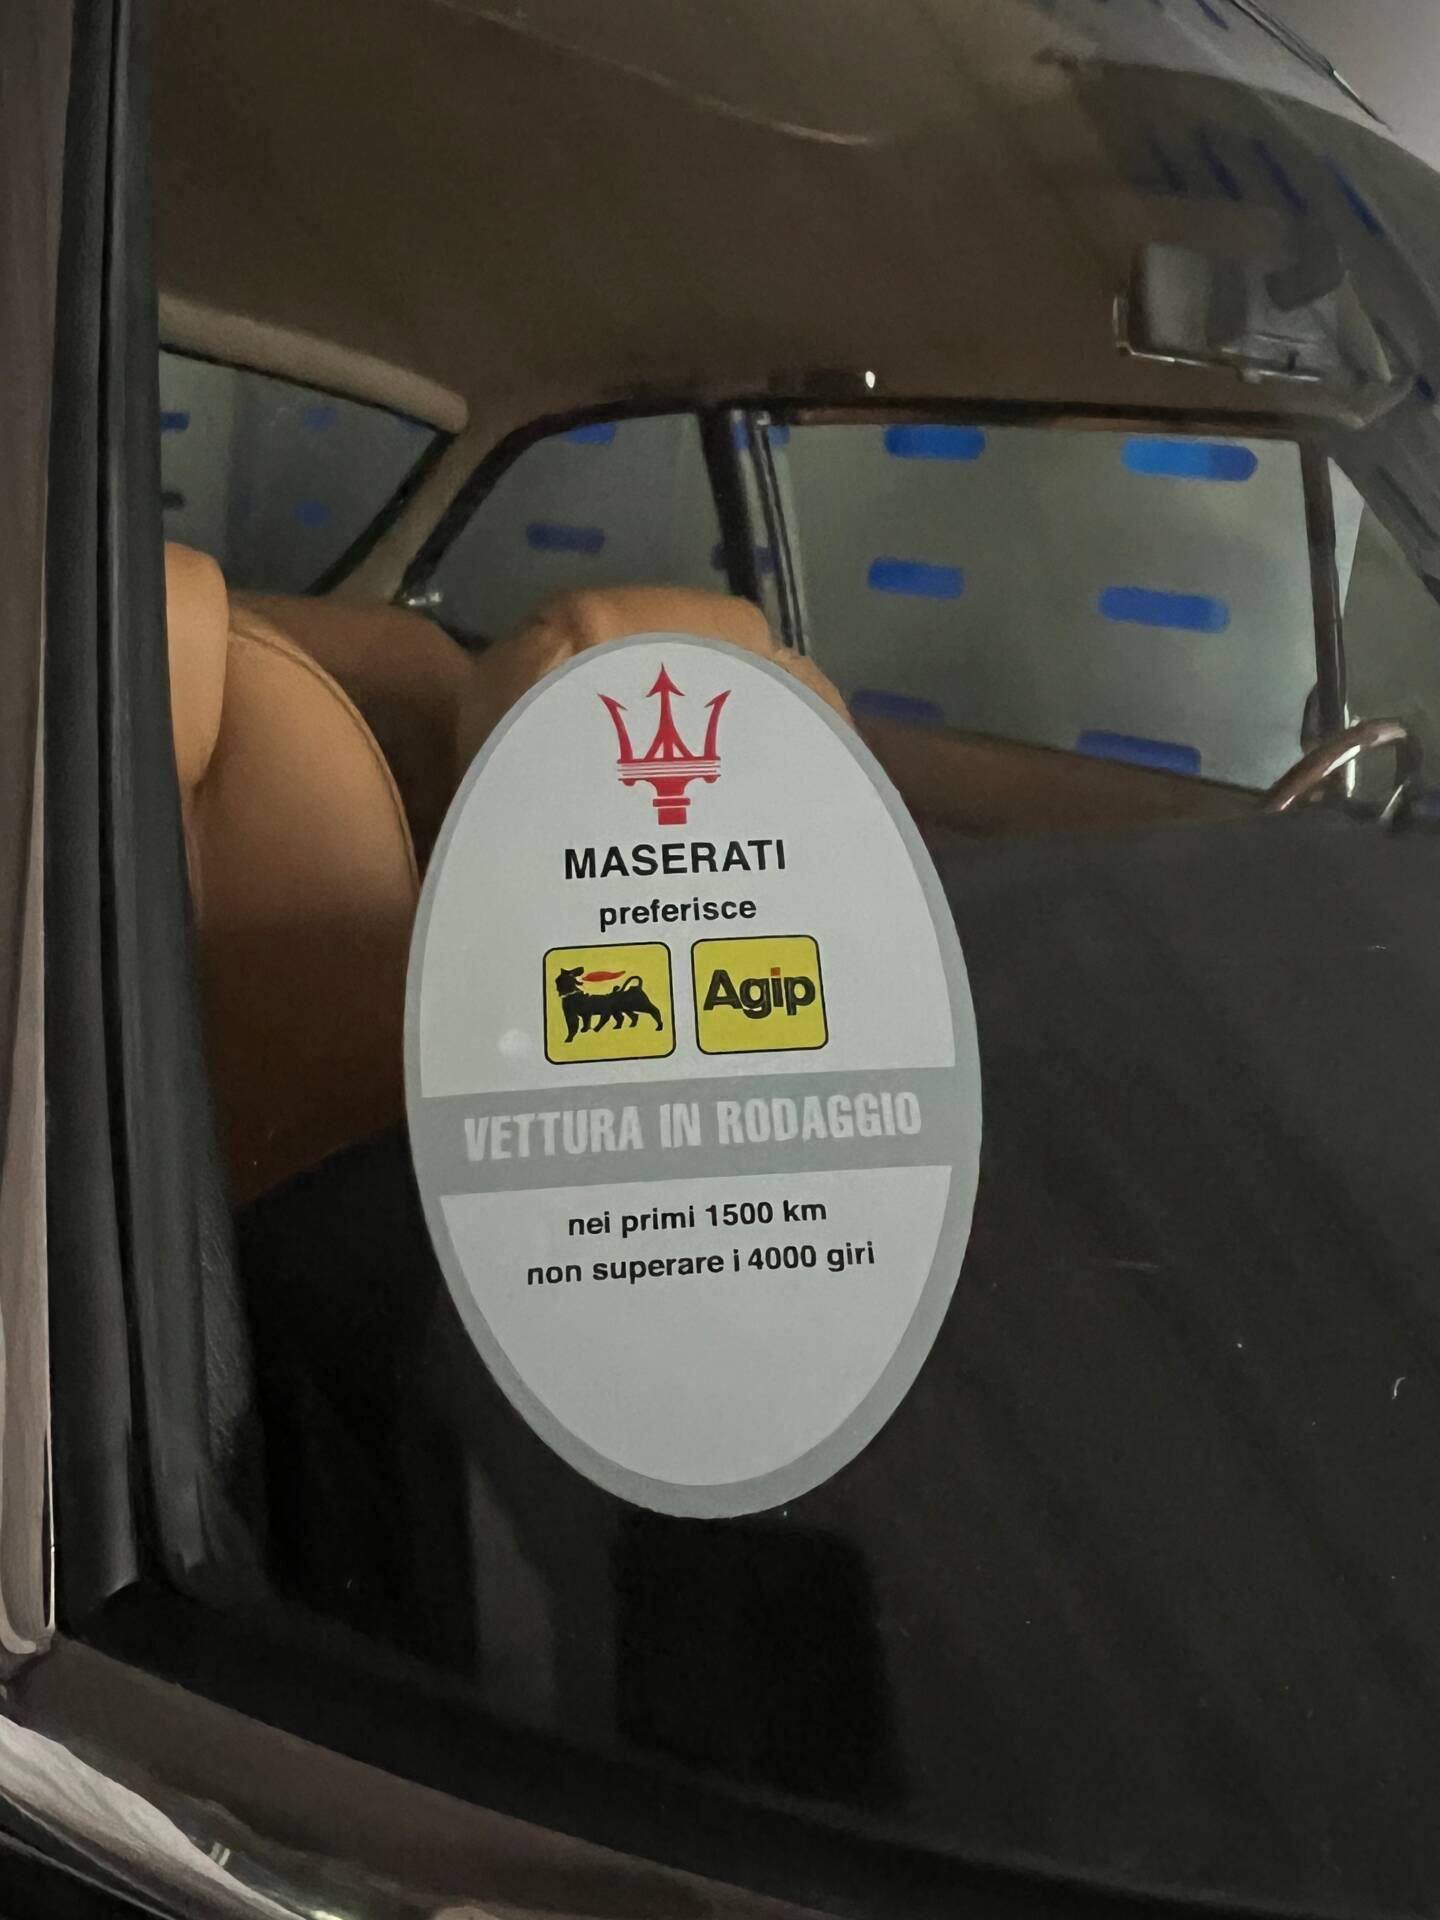 MASERATI
preferisce
Agip
VETTURA IN RODAGGIO
nei primi 1500 km
non superare i 4000 giri